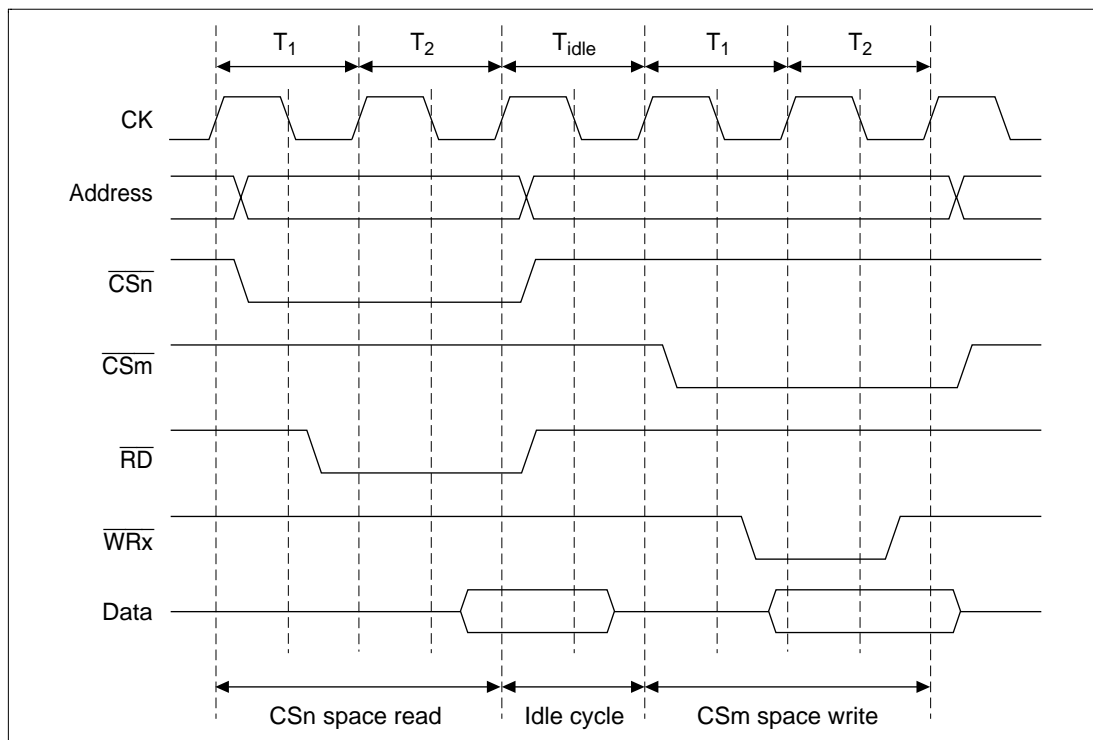 T1 T2 Tidle T1 T2
CK
Address
CSn
CSm
RD
WRx
Data
CSn space read Idle cycle CSm space write